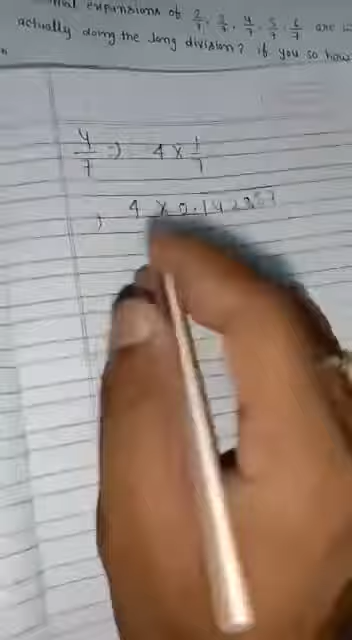 expansions of 2/7, 3/7, 4/7, 5/7, 6/7 are
actually doing the long division? if you so how
4/7 => 4 × 1/7
, 4 × 0.142857